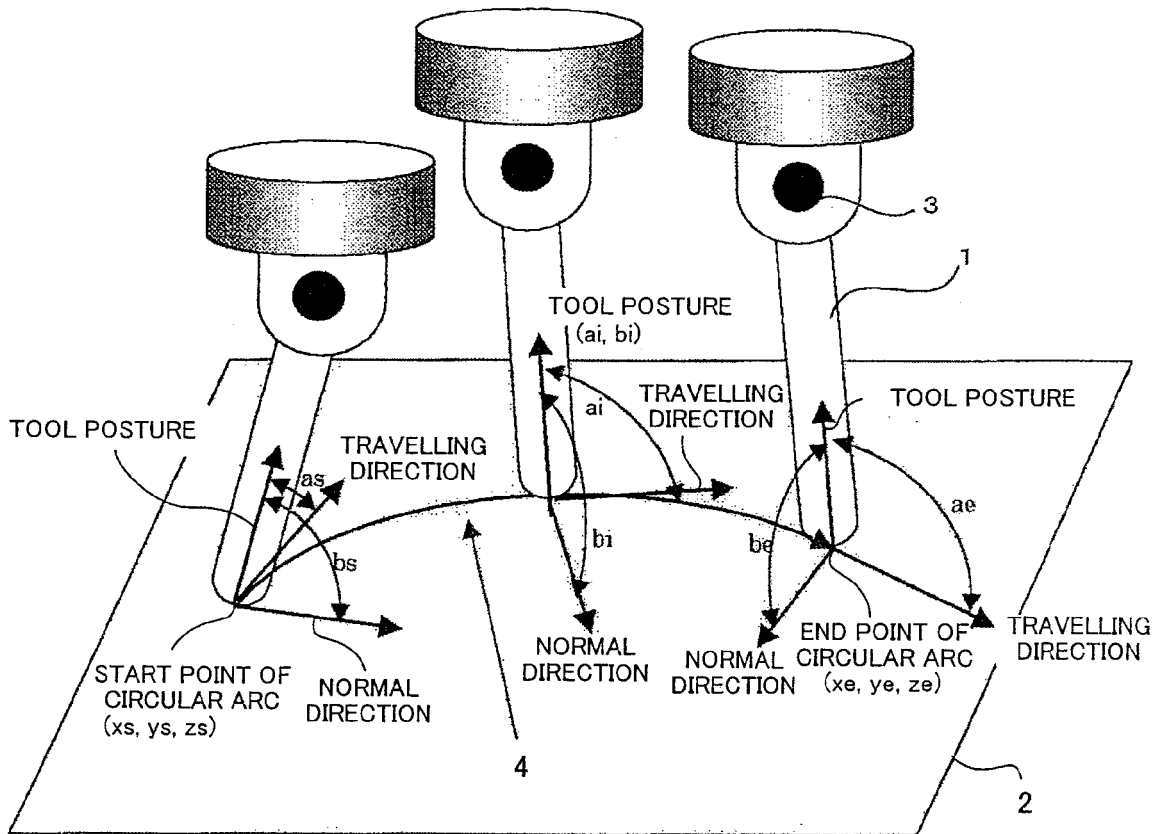 3
1
TOOL POSTURE
(ai, bi)
TRAVELLING
DIRECTION
ai
TOOL POSTURE
TOOL POSTURE
TRAVELLING
DIRECTION
as
ae
bs
bi
be
NORMAL
DIRECTION
START POINT OF
CIRCULAR ARC
(xs, ys, zs)
NORMAL
DIRECTION
NORMAL
DIRECTION
END POINT OF
CIRCULAR ARC
(xe, ye, ze)
TRAVELLING
DIRECTION
4
2